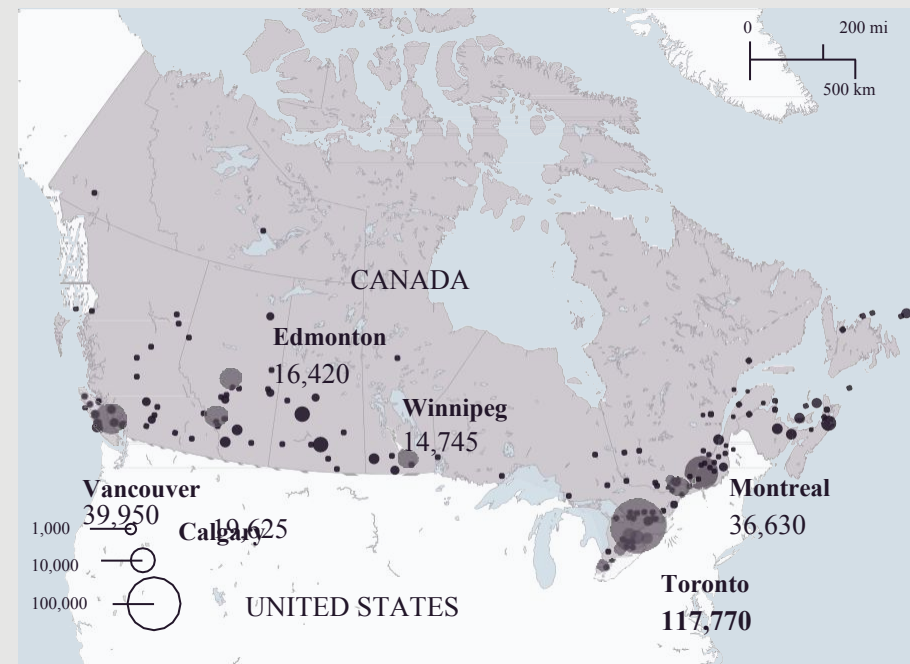 0 200 mi
500 km
CANADA
Edmonton
16,420
Winnipeg
14,745
Vancouver
39,950
Calgary
19,625
Montreal
36,630
1,000
10,000
100,000
UNITED STATES
Toronto
117,770